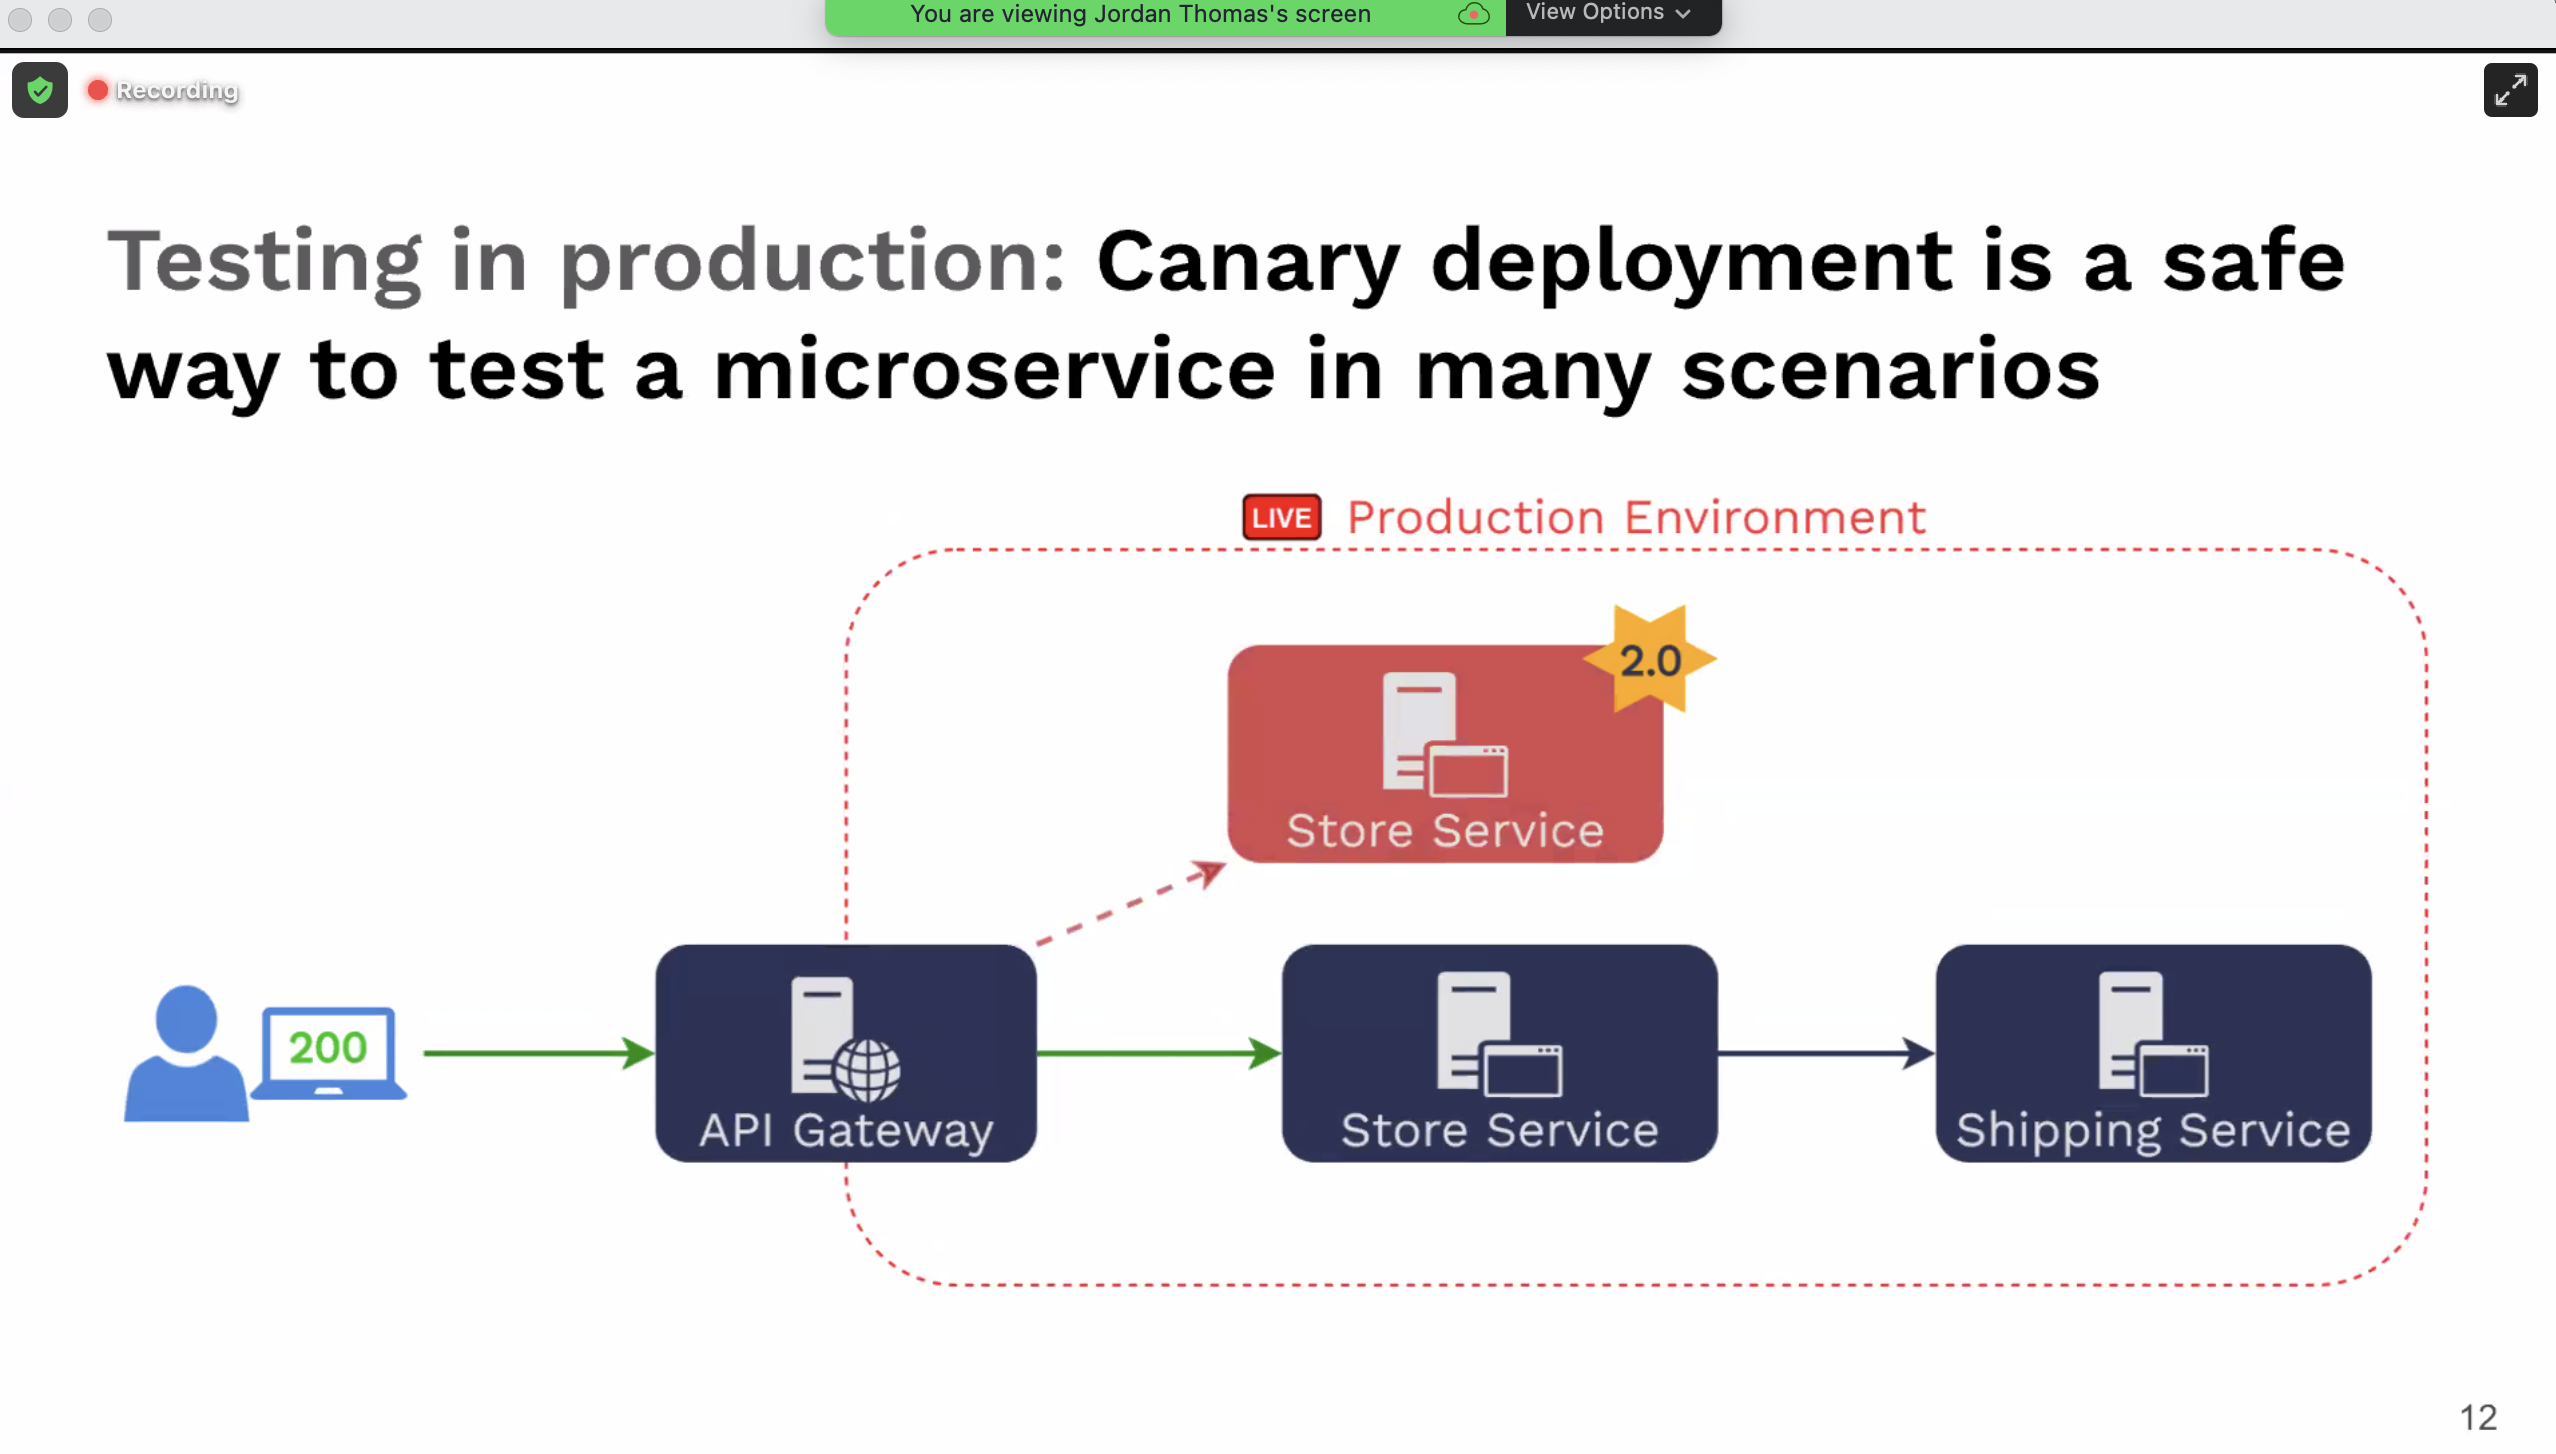 You are viewing Jordan Thomas's screen
View Options
Recording
Testing in production: Canary deployment is a safe
way to test a microservice in many scenarios
LIVE Production Environment
2.0
Store Service
200
API Gateway
Store Service
Shipping Service
12